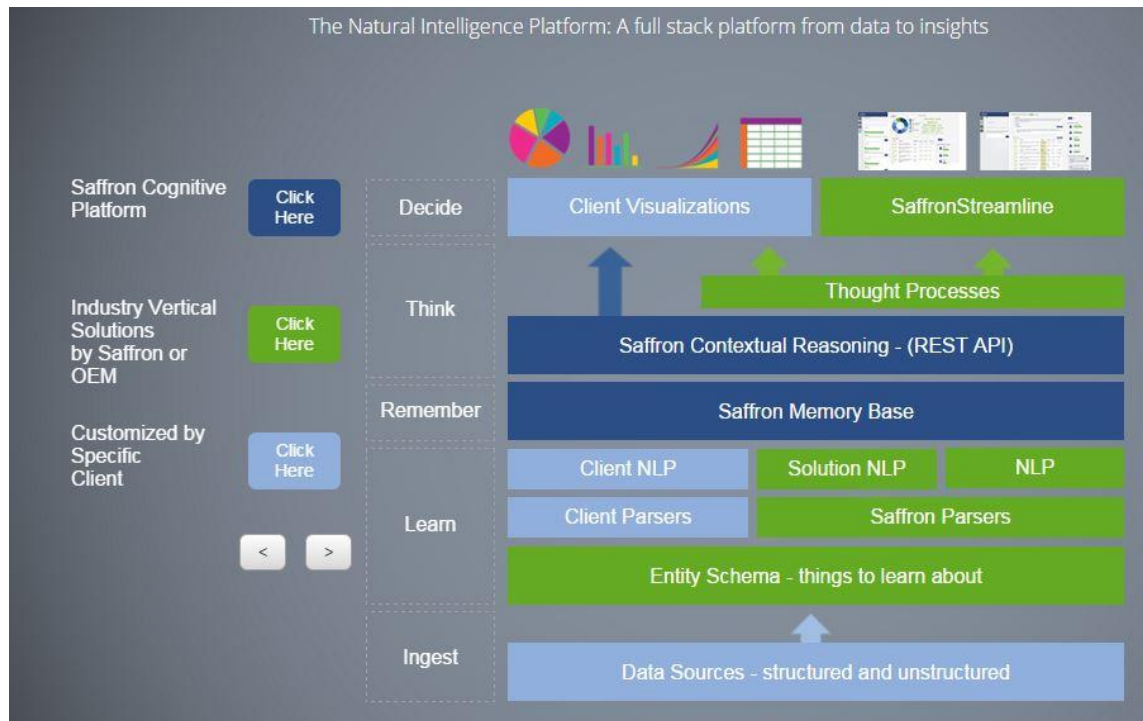 The Natural Intelligence Platform: A full stack platform from data to insights
Saffron Cognitive
Platform
Click
Here
Industry Vertical
Solutions
by Saffron or
OEM
Click
Here
Customized by
Specific
Client
Click
Here
<
>
Decide
Client Visualizations
SaffronStreamline
Think
Thought Processes
Saffron Contextual Reasoning - (REST API)
Remember
Saffron Memory Base
Learn
Client NLP
Solution NLP
NLP
Client Parsers
Saffron Parsers
Entity Schema - things to learn about
Ingest
Data Sources - structured and unstructured